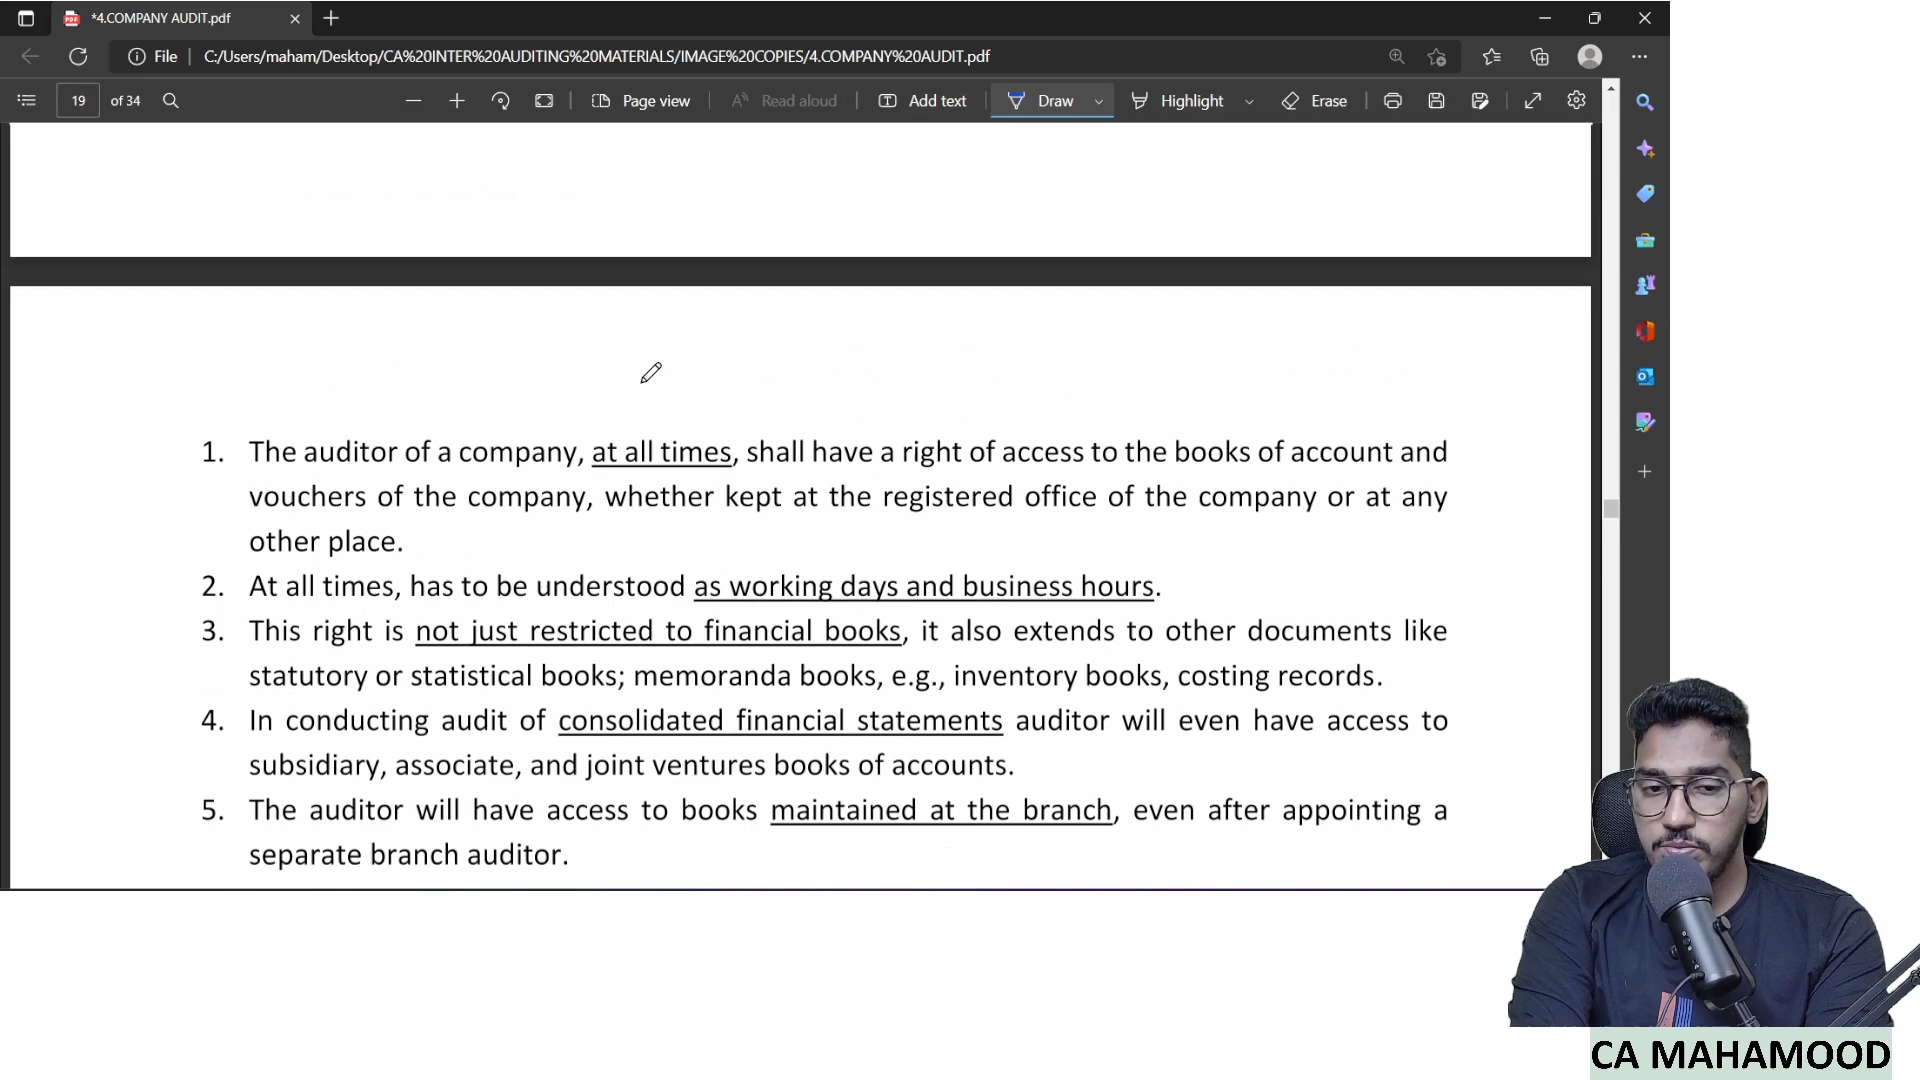 *4.COMPANY AUDIT.pdf
File C:/Users/maham/Desktop/CA%20INTER%20AUDITING%20MATERIALS/IMAGE%20COPIES/4.COMPANY%20AUDIT.pdf
19 of 34 Page view Read aloud Add text Draw Highlight Erase
1. The auditor of a company, at all times, shall have a right of access to the books of account and
vouchers of the company, whether kept at the registered office of the company or at any
other place.
2. At all times, has to be understood as working days and business hours.
3. This right is not just restricted to financial books, it also extends to other documents like
statutory or statistical books; memoranda books, e.g., inventory books, costing records.
4. In conducting audit of consolidated financial statements auditor will even have access to
subsidiary, associate, and joint ventures books of accounts.
5. The auditor will have access to books maintained at the branch, even after appointing a
separate branch auditor.
CA MAHAMOOD